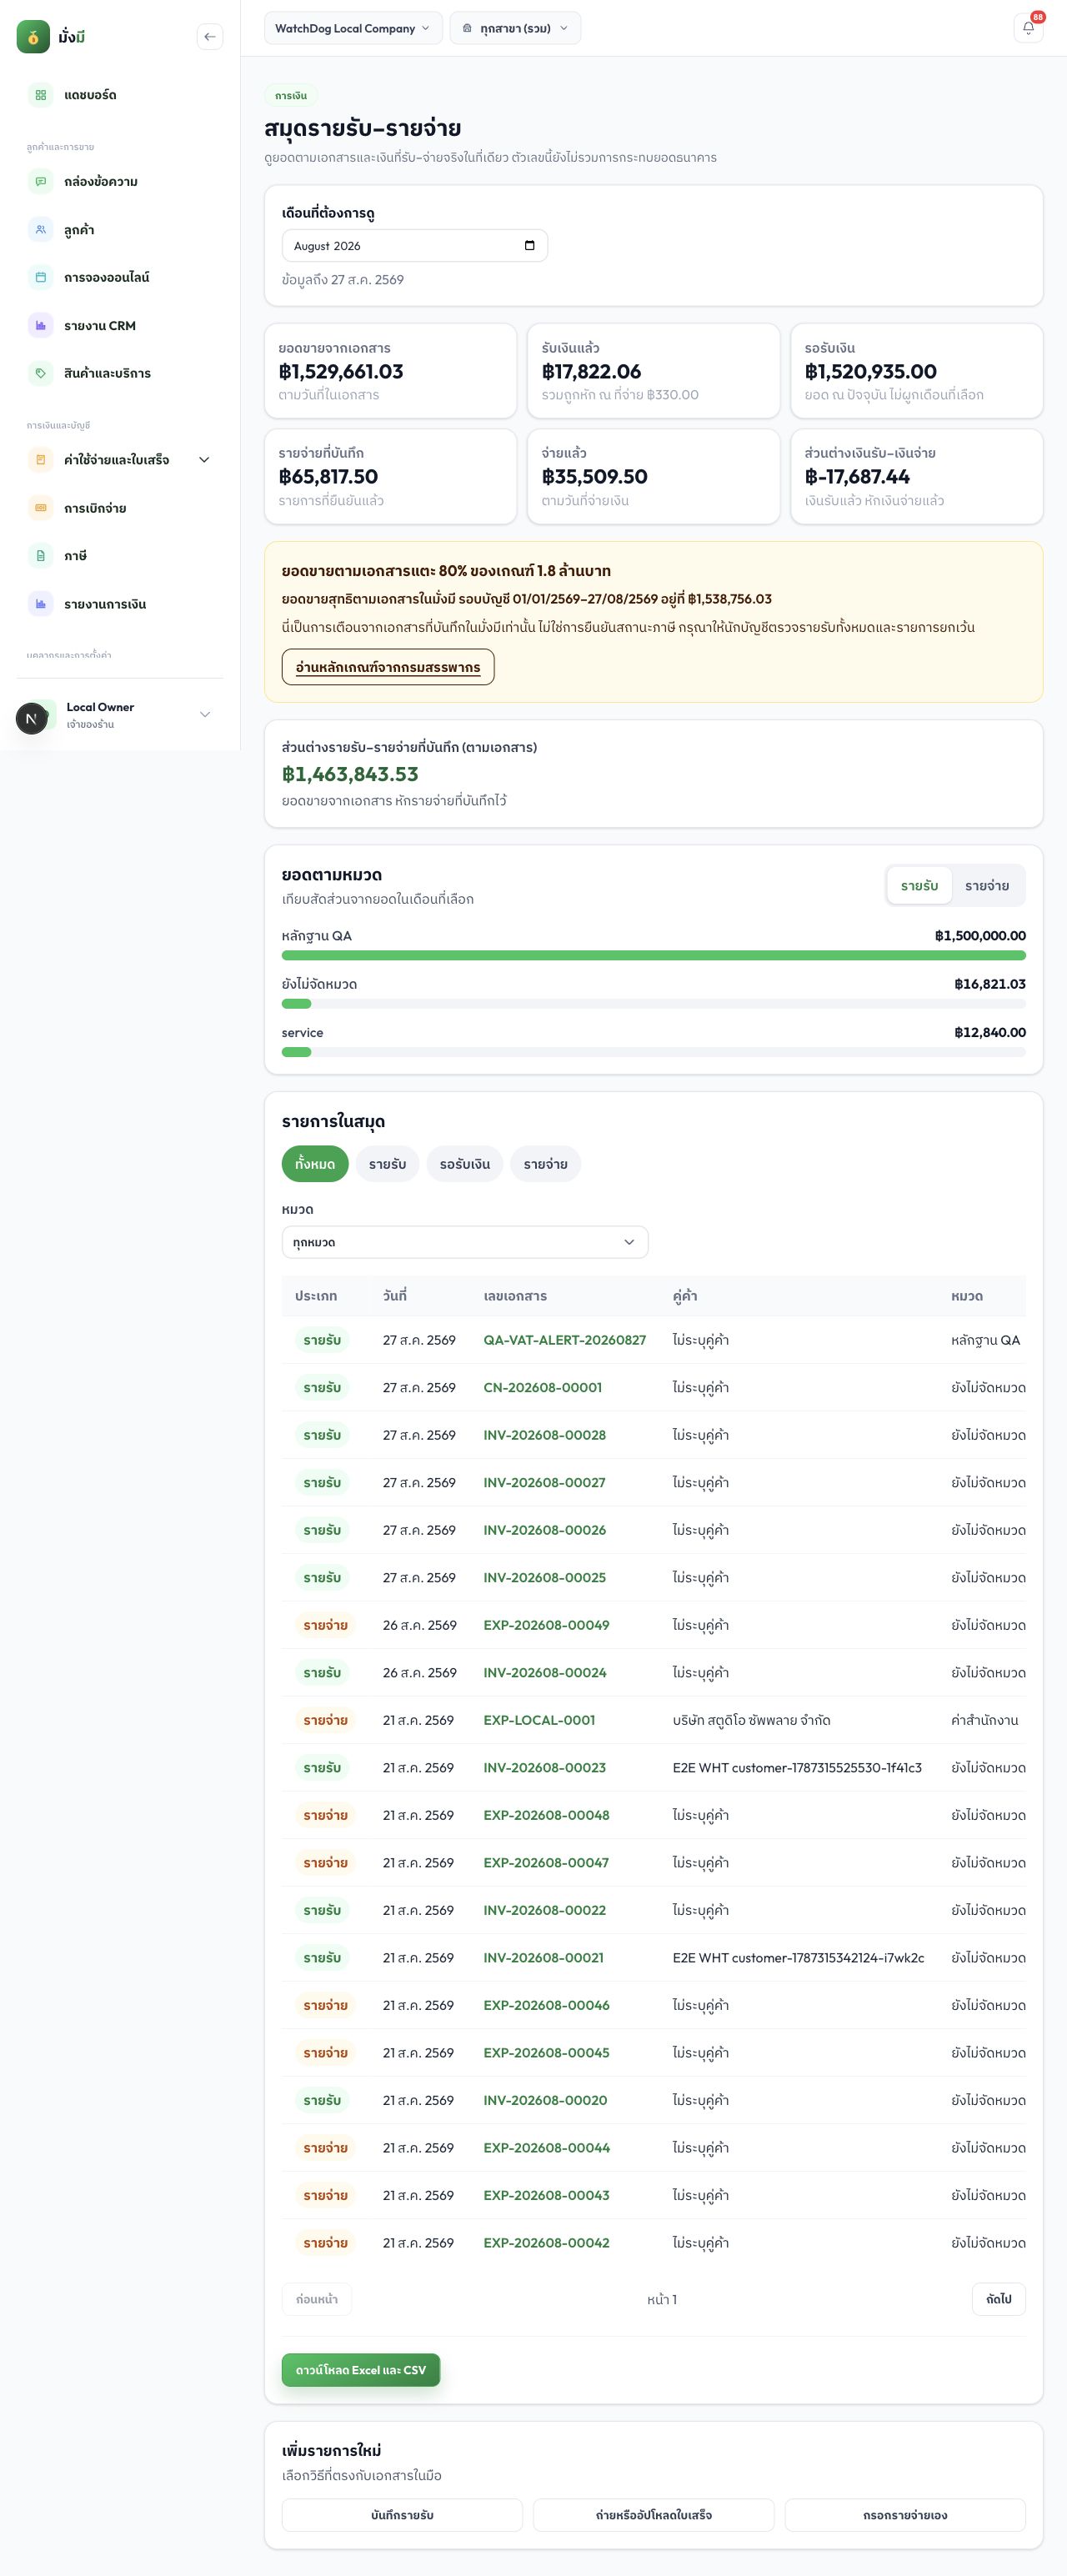 มั่งมี
แดชบอร์ด
ลูกค้าและการขาย
กล่องข้อความ
ลูกค้า
การจองออนไลน์
รายงาน CRM
สินค้าและบริการ
การเงินและบัญชี
ค่าใช้จ่ายและใบเสร็จ
การเบิกจ่าย
ภาษี
รายงานการเงิน
บุคลากรและการตั้งค่า
N
Local Owner
เจ้าของร้าน
WatchDog Local Company
ทุกสาขา (รวม)
88
การเงิน
สมุดรายรับ–รายจ่าย
ดูยอดตามเอกสารและเงินที่รับ–จ่ายจริงในที่เดียว ตัวเลขนี้ยังไม่รวมการกระทบยอดธนาคาร
เดือนที่ต้องการดู
August 2026
ข้อมูลถึง 27 ส.ค. 2569
ยอดขายจากเอกสาร
฿1,529,661.03
ตามวันที่ในเอกสาร
รับเงินแล้ว
฿17,822.06
รวมถูกหัก ณ ที่จ่าย ฿330.00
รอรับเงิน
฿1,520,935.00
ยอด ณ ปัจจุบัน ไม่ผูกเดือนที่เลือก
รายจ่ายที่บันทึก
฿65,817.50
รายการที่ยืนยันแล้ว
จ่ายแล้ว
฿35,509.50
ตามวันที่จ่ายเงิน
ส่วนต่างเงินรับ–เงินจ่าย
฿-17,687.44
เงินรับแล้ว หักเงินจ่ายแล้ว
ยอดขายตามเอกสารแตะ 80% ของเกณฑ์ 1.8 ล้านบาท
ยอดขายสุทธิตามเอกสารในมั่งมี รอบบัญชี 01/01/2569–27/08/2569 อยู่ที่ ฿1,538,756.03
นี่เป็นการเตือนจากเอกสารที่บันทึกในมั่งมีเท่านั้น ไม่ใช่การยืนยันสถานะภาษี กรุณาให้นักบัญชีตรวจรายรับทั้งหมดและรายการยกเว้น
อ่านหลักเกณฑ์จากกรมสรรพากร
ส่วนต่างรายรับ–รายจ่ายที่บันทึก (ตามเอกสาร)
฿1,463,843.53
ยอดขายจากเอกสาร หักรายจ่ายที่บันทึกไว้
ยอดตามหมวด
เทียบสัดส่วนจากยอดในเดือนที่เลือก
รายรับ รายจ่าย
หลักฐาน QA ฿1,500,000.00
ยังไม่จัดหมวด ฿16,821.03
service ฿12,840.00
รายการในสมุด
ทั้งหมด รายรับ รอรับเงิน รายจ่าย
หมวด
ทุกหมวด
ประเภท วันที่ เลขเอกสาร คู่ค้า หมวด
รายรับ 27 ส.ค. 2569 QA-VAT-ALERT-20260827 ไม่ระบุคู่ค้า หลักฐาน QA
รายรับ 27 ส.ค. 2569 CN-202608-00001 ไม่ระบุคู่ค้า ยังไม่จัดหมวด
รายรับ 27 ส.ค. 2569 INV-202608-00028 ไม่ระบุคู่ค้า ยังไม่จัดหมวด
รายรับ 27 ส.ค. 2569 INV-202608-00027 ไม่ระบุคู่ค้า ยังไม่จัดหมวด
รายรับ 27 ส.ค. 2569 INV-202608-00026 ไม่ระบุคู่ค้า ยังไม่จัดหมวด
รายรับ 27 ส.ค. 2569 INV-202608-00025 ไม่ระบุคู่ค้า ยังไม่จัดหมวด
รายจ่าย 26 ส.ค. 2569 EXP-202608-00049 ไม่ระบุคู่ค้า ยังไม่จัดหมวด
รายรับ 26 ส.ค. 2569 INV-202608-00024 ไม่ระบุคู่ค้า ยังไม่จัดหมวด
รายจ่าย 21 ส.ค. 2569 EXP-LOCAL-0001 บริษัท สตูดิโอ ซัพพลาย จำกัด ค่าสำนักงาน
รายรับ 21 ส.ค. 2569 INV-202608-00023 E2E WHT customer-1787315525530-1f41c3 ยังไม่จัดหมวด
รายจ่าย 21 ส.ค. 2569 EXP-202608-00048 ไม่ระบุคู่ค้า ยังไม่จัดหมวด
รายจ่าย 21 ส.ค. 2569 EXP-202608-00047 ไม่ระบุคู่ค้า ยังไม่จัดหมวด
รายรับ 21 ส.ค. 2569 INV-202608-00022 ไม่ระบุคู่ค้า ยังไม่จัดหมวด
รายรับ 21 ส.ค. 2569 INV-202608-00021 E2E WHT customer-1787315342124-i7wk2c ยังไม่จัดหมวด
รายจ่าย 21 ส.ค. 2569 EXP-202608-00046 ไม่ระบุคู่ค้า ยังไม่จัดหมวด
รายจ่าย 21 ส.ค. 2569 EXP-202608-00045 ไม่ระบุคู่ค้า ยังไม่จัดหมวด
รายรับ 21 ส.ค. 2569 INV-202608-00020 ไม่ระบุคู่ค้า ยังไม่จัดหมวด
รายจ่าย 21 ส.ค. 2569 EXP-202608-00044 ไม่ระบุคู่ค้า ยังไม่จัดหมวด
รายจ่าย 21 ส.ค. 2569 EXP-202608-00043 ไม่ระบุคู่ค้า ยังไม่จัดหมวด
รายจ่าย 21 ส.ค. 2569 EXP-202608-00042 ไม่ระบุคู่ค้า ยังไม่จัดหมวด
ก่อนหน้า หน้า 1 ถัดไป
ดาวน์โหลด Excel และ CSV
เพิ่มรายการใหม่
เลือกวิธีที่ตรงกับเอกสารในมือ
บันทึกรายรับ ถ่ายหรืออัปโหลดใบเสร็จ กรอกรายจ่ายเอง